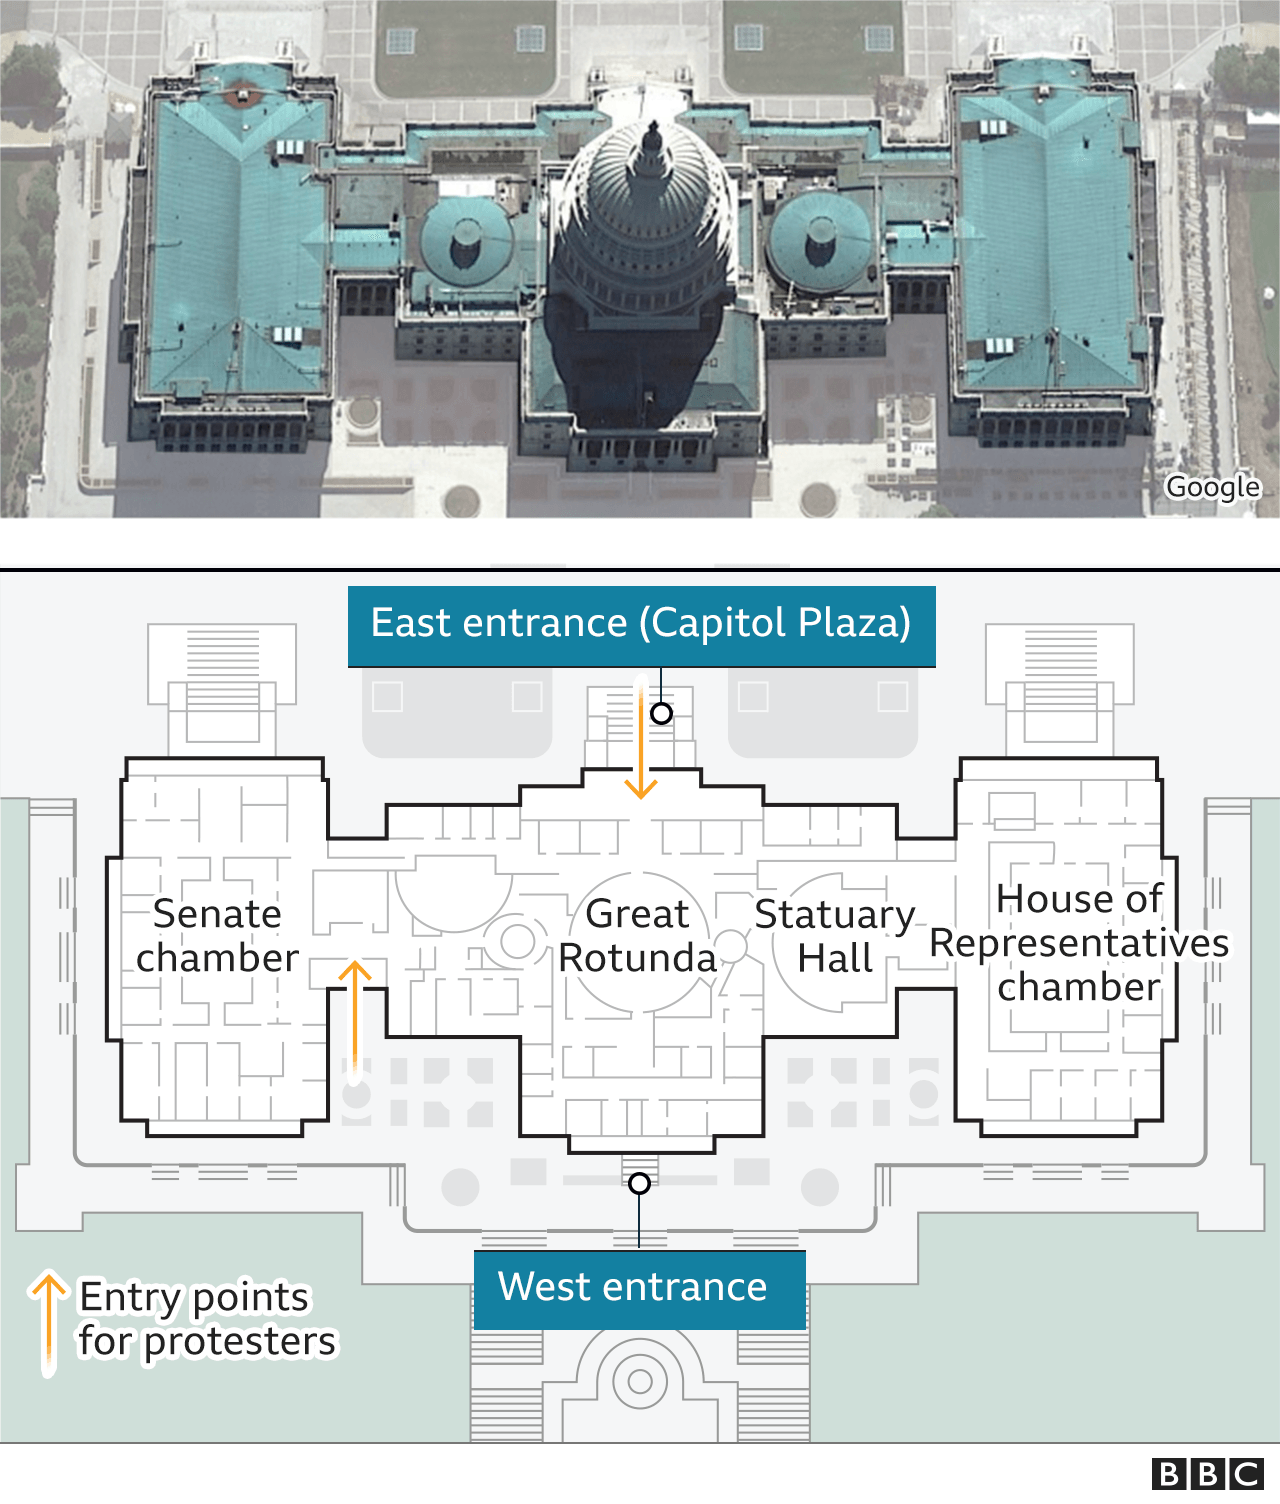 Google
East entrance (Capitol Plaza)
Senate
chamber
Great
Rotunda
Statuary
Hall
House of
Representatives
chamber
West entrance
Entry points
for protesters
BBC